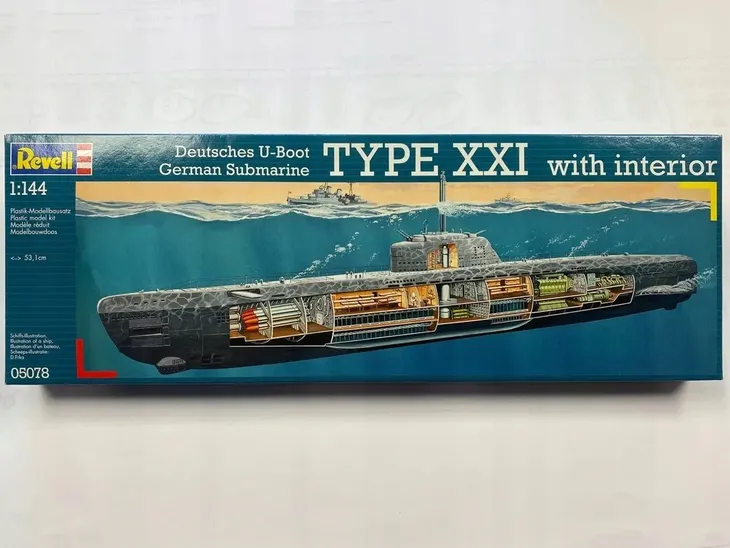 Revell
Deutsches U-Boot
German Submarine
TYPE XXI
with interior
1:144
Plastik-Modellbausatz
Plastic model kit
Modèle réduit
Modelbouwdoos
<-> 53,1cm
Schiffs-Illustration,
Illustration of a ship,
Illustration d'un bateau,
Scheeps-illustratie:
05078